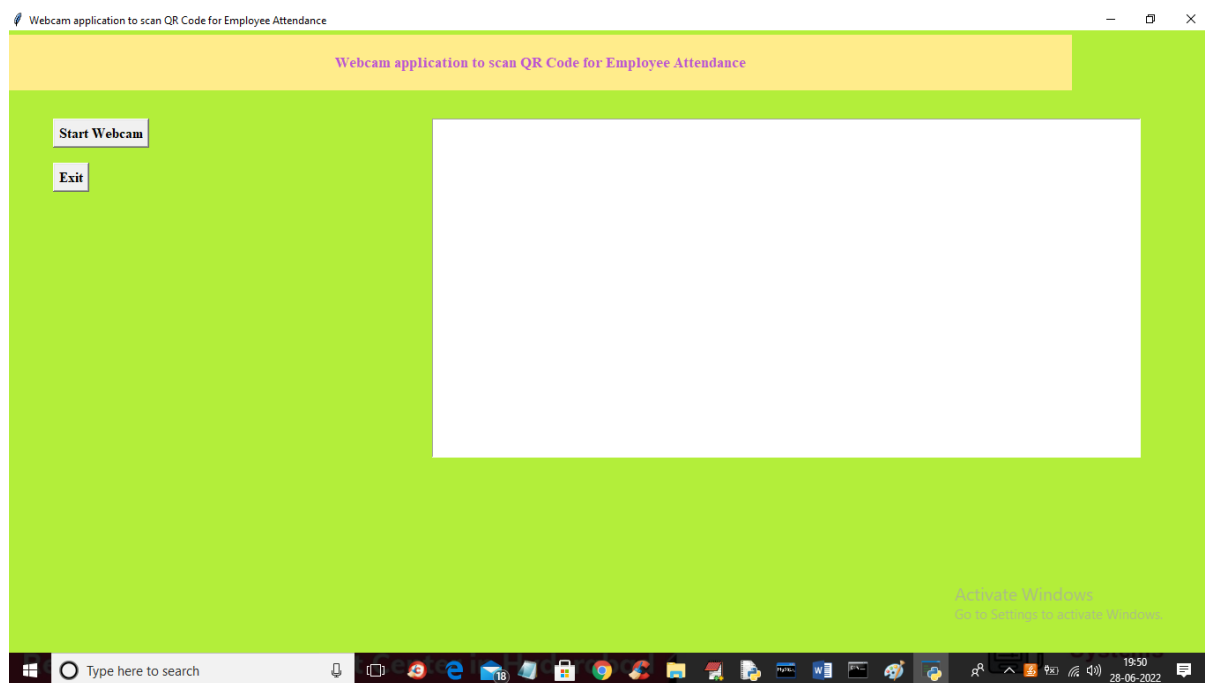 Webcam application to scan QR Code for Employee Attendance
Webcam application to scan QR Code for Employee Attendance
Start Webcam
Exit
Activate Windows
Go to Settings to activate Windows.
Type here to search
18
19:50
28-06-2022